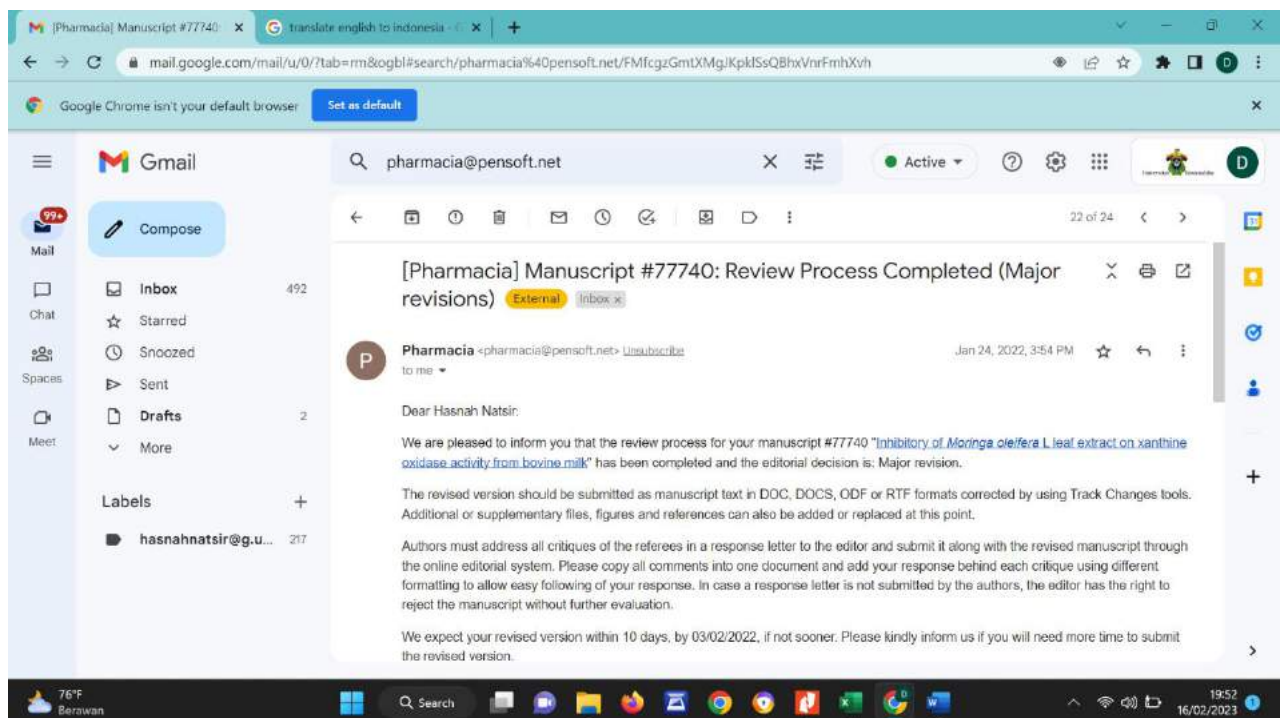 [Pharmacia] Manuscript #77740:
translate english to indonesia - G
mail.google.com/mail/u/0/?tab=rm&ogbl#search/pharmacia%40pensoft.net/FMfcgzGmtXMgJKpklSsQBhxVnrFmhXvh
D
Google Chrome isn't your default browser
Set as default
Gmail
pharmacia@pensoft.net
Active
D
99+
Mail
Chat
Spaces
Meet
Compose
Inbox 492
Starred
Snoozed
Sent
Drafts 2
More
Labels
hasnahnatsir@g.u... 217
22 of 24
31
[Pharmacia] Manuscript #77740: Review Process Completed (Major
revisions) External Inbox x
P
Pharmacia <pharmacia@pensoft.net> Unsubscribe Jan 24, 2022, 3:54 PM
to me
Dear Hasnah Natsir:
We are pleased to inform you that the review process for your manuscript #77740 "Inhibitory of Moringa oleifera L leaf extract on xanthine
oxidase activity from bovine milk" has been completed and the editorial decision is: Major revision.
The revised version should be submitted as manuscript text in DOC, DOCS, ODF or RTF formats corrected by using Track Changes tools.
Additional or supplementary files, figures and references can also be added or replaced at this point.
Authors must address all critiques of the referees in a response letter to the editor and submit it along with the revised manuscript through
the online editorial system. Please copy all comments into one document and add your response behind each critique using different
formatting to allow easy following of your response. In case a response letter is not submitted by the authors, the editor has the right to
reject the manuscript without further evaluation.
We expect your revised version within 10 days, by 03/02/2022, if not sooner. Please kindly inform us if you will need more time to submit
the revised version.
76°F
Berawan
Search
19:52
16/02/2023
1